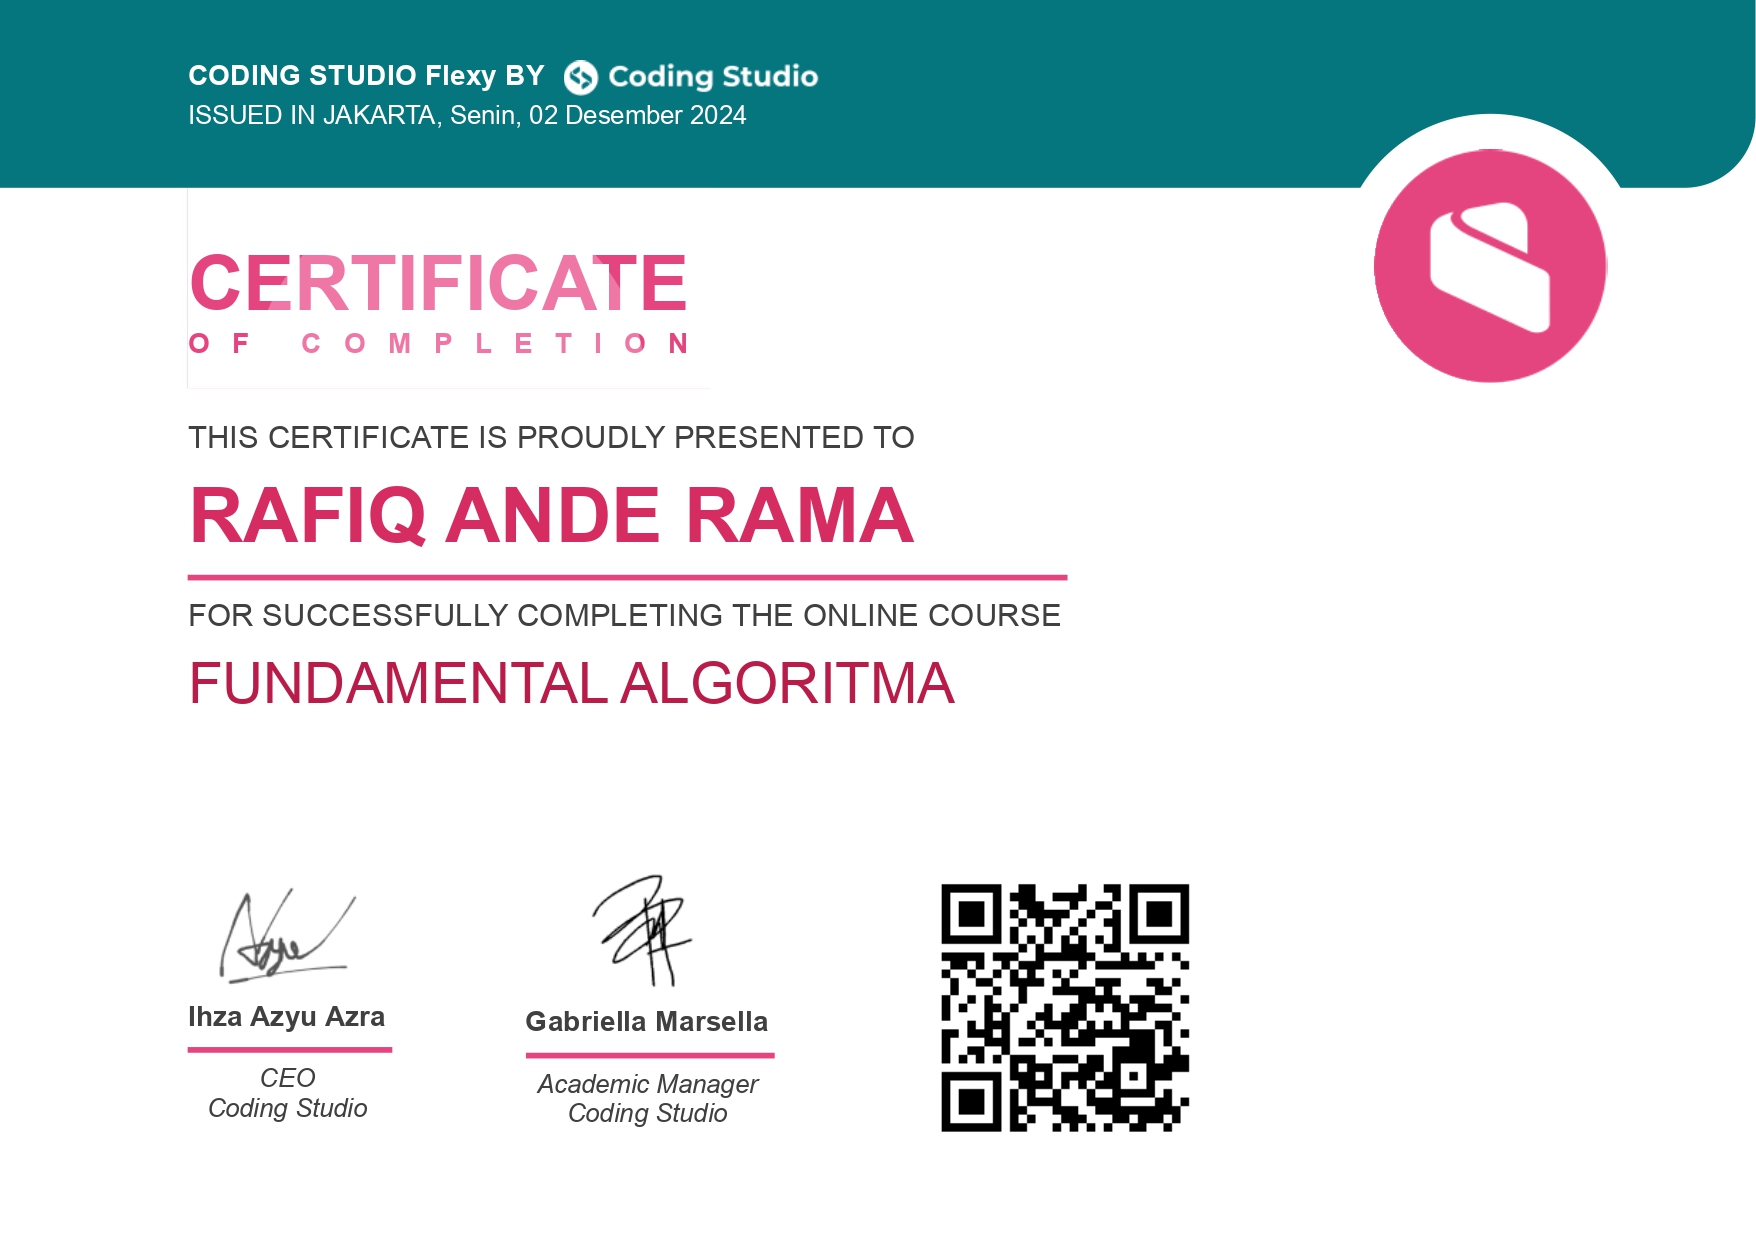 CODING STUDIO Flexy BY Coding Studio
ISSUED IN JAKARTA, Senin, 02 Desember 2024
CERTIFICATE
OF COMPLETION
THIS CERTIFICATE IS PROUDLY PRESENTED TO
RAFIQ ANDE RAMA
FOR SUCCESSFULLY COMPLETING THE ONLINE COURSE
FUNDAMENTAL ALGORITMA
Ihza Azyu Azra
CEO
Coding Studio
Gabriella Marsella
Academic Manager
Coding Studio